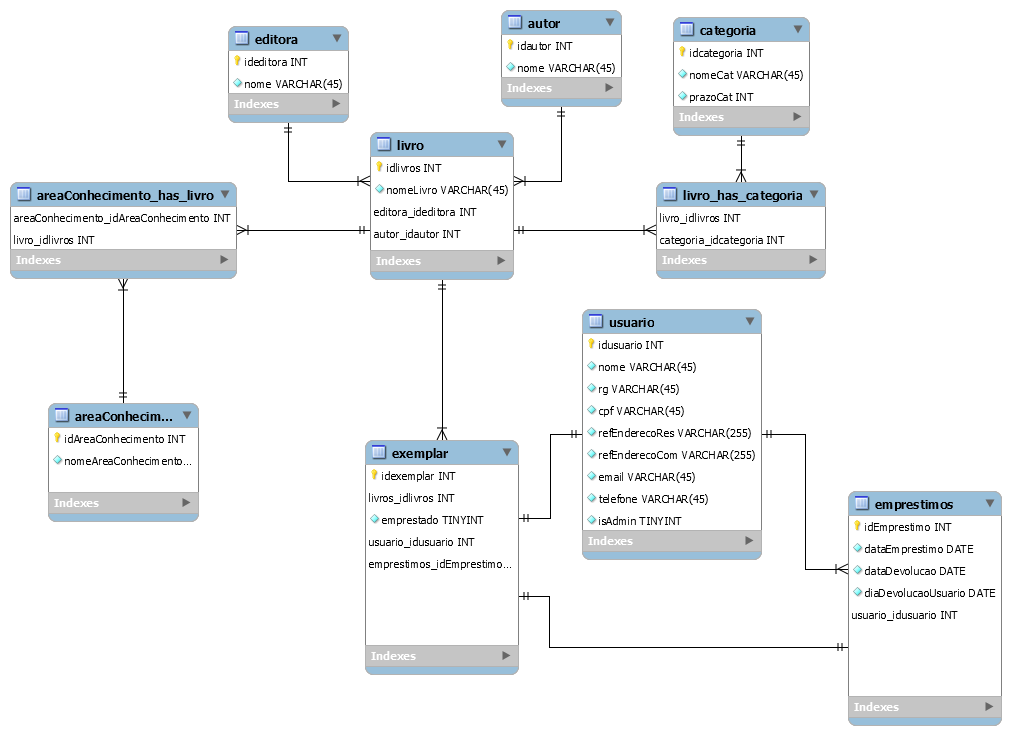 editora
ideditora INT
nome VARCHAR(45)
Indexes
autor
idautor INT
nome VARCHAR(45)
Indexes
categoria
idcategoria INT
nomeCat VARCHAR(45)
prazoCat INT
Indexes
livro
idlivros INT
nomeLivro VARCHAR(45)
editora_ideditora INT
autor_idautor INT
Indexes
areaConhecimento_has_livro
areaConhecimento_idAreaConhecimento INT
livro_idlivros INT
Indexes
livro_has_categoria
livro_idlivros INT
categoria_idcategoria INT
Indexes
areaConhecim...
idAreaConhecimento INT
nomeAreaConhecimento...
Indexes
usuario
idusuario INT
nome VARCHAR(45)
rg VARCHAR(45)
cpf VARCHAR(45)
refEnderecoRes VARCHAR(255)
refEnderecoCom VARCHAR(255)
email VARCHAR(45)
telefone VARCHAR(45)
isAdmin TINYINT
Indexes
exemplar
idexemplar INT
livros_idlivros INT
emprestado TINYINT
usuario_idusuario INT
emprestimos_idEmprestimo...
Indexes
emprestimos
idEmprestimo INT
dataEmprestimo DATE
dataDevolucao DATE
diaDevolucaoUsuario DATE
usuario_idusuario INT
Indexes